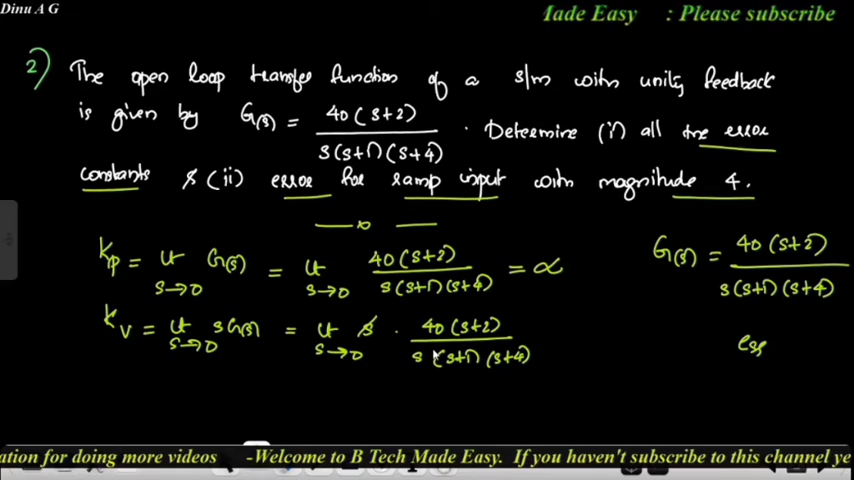 Dinu A G
Made Easy : Please subscribe
2) The open loop transfer function of a s/m with unity feedback
is given by G(s) = 40(s+2) / s(s+1)(s+4) . Determine (i) all the error
constants & (ii) error for ramp input with magnitude 4.
Kp = Lt s→0 G(s) = Lt s→0 40(s+2) / s(s+1)(s+4) = ∝
G(s) = 40(s+2) / s(s+1)(s+4)
Kv = Lt s→0 sG(s) = Lt s→0 s · 40(s+2) / s(s+1)(s+4)
ess
ation for doing more videos -Welcome to B Tech Made Easy. If you haven't subscribe to this channel ye